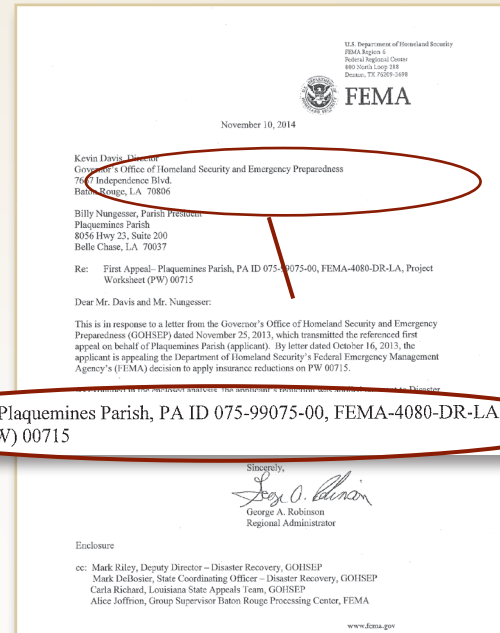 U.S. Department of Homeland Security
FEMA Region 6
Federal Regional Center
800 North Loop 288
Denton, TX 76209-3698
FEMA
November 10, 2014
Kevin Davis, Director
Governor's Office of Homeland Security and Emergency Preparedness
7667 Independence Blvd.
Baton Rouge, LA 70806
Billy Nungesser, Parish President
Plaquemines Parish
8056 Hwy 23, Suite 200
Belle Chase, LA 70037
Re: First Appeal– Plaquemines Parish, PA ID 075-99075-00, FEMA-4080-DR-LA, Project
Worksheet (PW) 00715
Dear Mr. Davis and Mr. Nungesser:
This is in response to a letter from the Governor's Office of Homeland Security and Emergency
Preparedness (GOHSEP) dated November 25, 2013, which transmitted the referenced first
appeal on behalf of Plaquemines Parish (applicant). By letter dated October 16, 2013, the
applicant is appealing the Department of Homeland Security's Federal Emergency Management
Agency's (FEMA) decision to apply insurance reductions on PW 00715.
Plaquemines Parish, PA ID 075-99075-00, FEMA-4080-DR-LA
W) 00715
Sincerely,
George A. Robinson
George A. Robinson
Regional Administrator
Enclosure
cc: Mark Riley, Deputy Director – Disaster Recovery, GOHSEP
Mark DeBosier, State Coordinating Officer – Disaster Recovery, GOHSEP
Carla Richard, Louisiana State Appeals Team, GOHSEP
Alice Joffrion, Group Supervisor Baton Rouge Processing Center, FEMA
www.fema.gov